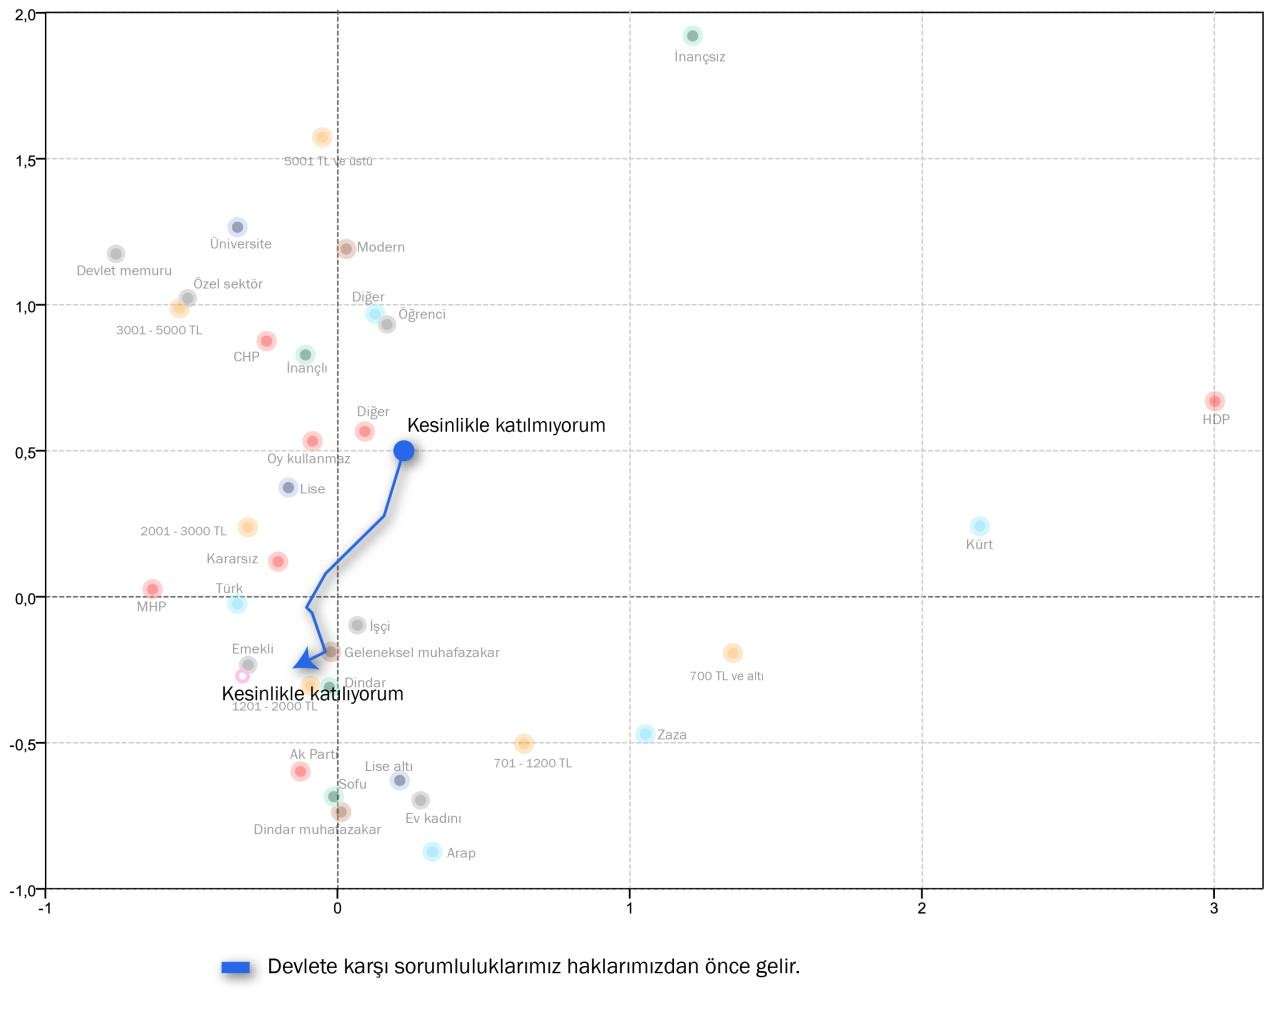 2,0
İnançsız
5001 TL ve üstü
1,5
Üniversite
Modern
Devlet memuru
Özel sektör
Diğer
1,0
Öğrenci
3001 - 5000 TL
CHP
İnançlı
Diğer
HDP
Kesinlikle katılmıyorum
0,5
Oy kullanmaz
Lise
2001 - 3000 TL
Kürt
Kararsız
Türk
0,0
MHP
İşçi
Emekli
Geleneksel muhafazakar
700 TL ve altı
Dindar
Kesinlikle katılıyorum
1201 - 2000 TL
Zaza
-0,5
Ak Parti
701 - 1200 TL
Lise altı
Sofu
Ev kadını
Dindar muhafazakar
Arap
-1,0
-1 0 1 2 3
Devlete karşı sorumluluklarımız haklarımızdan önce gelir.